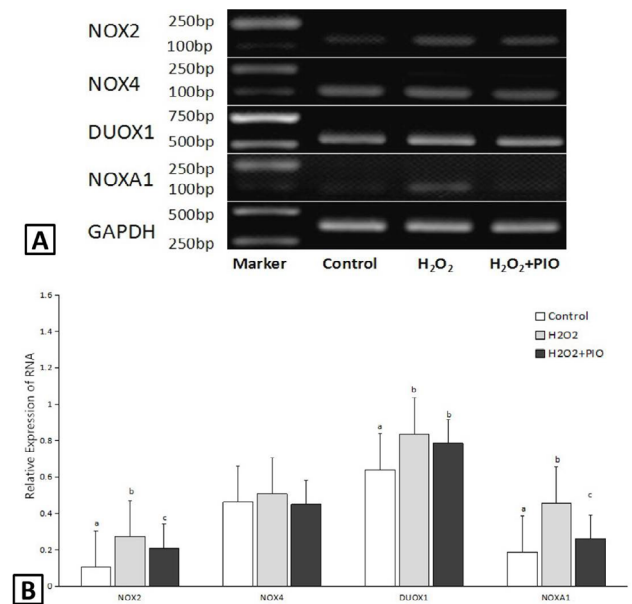 NOX2 250bp
100bp
NOX4 250bp
100bp
DUOX1 750bp
500bp
NOXA1 250bp
100bp
GAPDH 500bp
250bp
A
Marker Control H₂O₂ H₂O₂+PIO
1.6
1.4
1.2
1
0.8
0.6
0.4
0.2
0
Relative Expression of RNA
Control
H2O2
H2O2+PIO
a b c
a b b
a b c
NOX2 NOX4 DUOX1 NOXA1
B